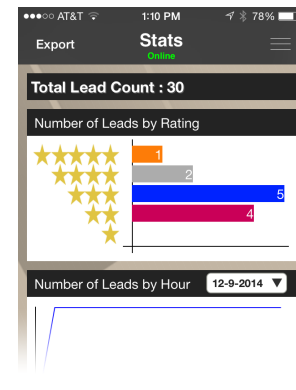 AT&T 1:10 PM 78%
Export Stats
Online
Total Lead Count : 30
Number of Leads by Rating
1
2
5
4
Number of Leads by Hour 12-9-2014